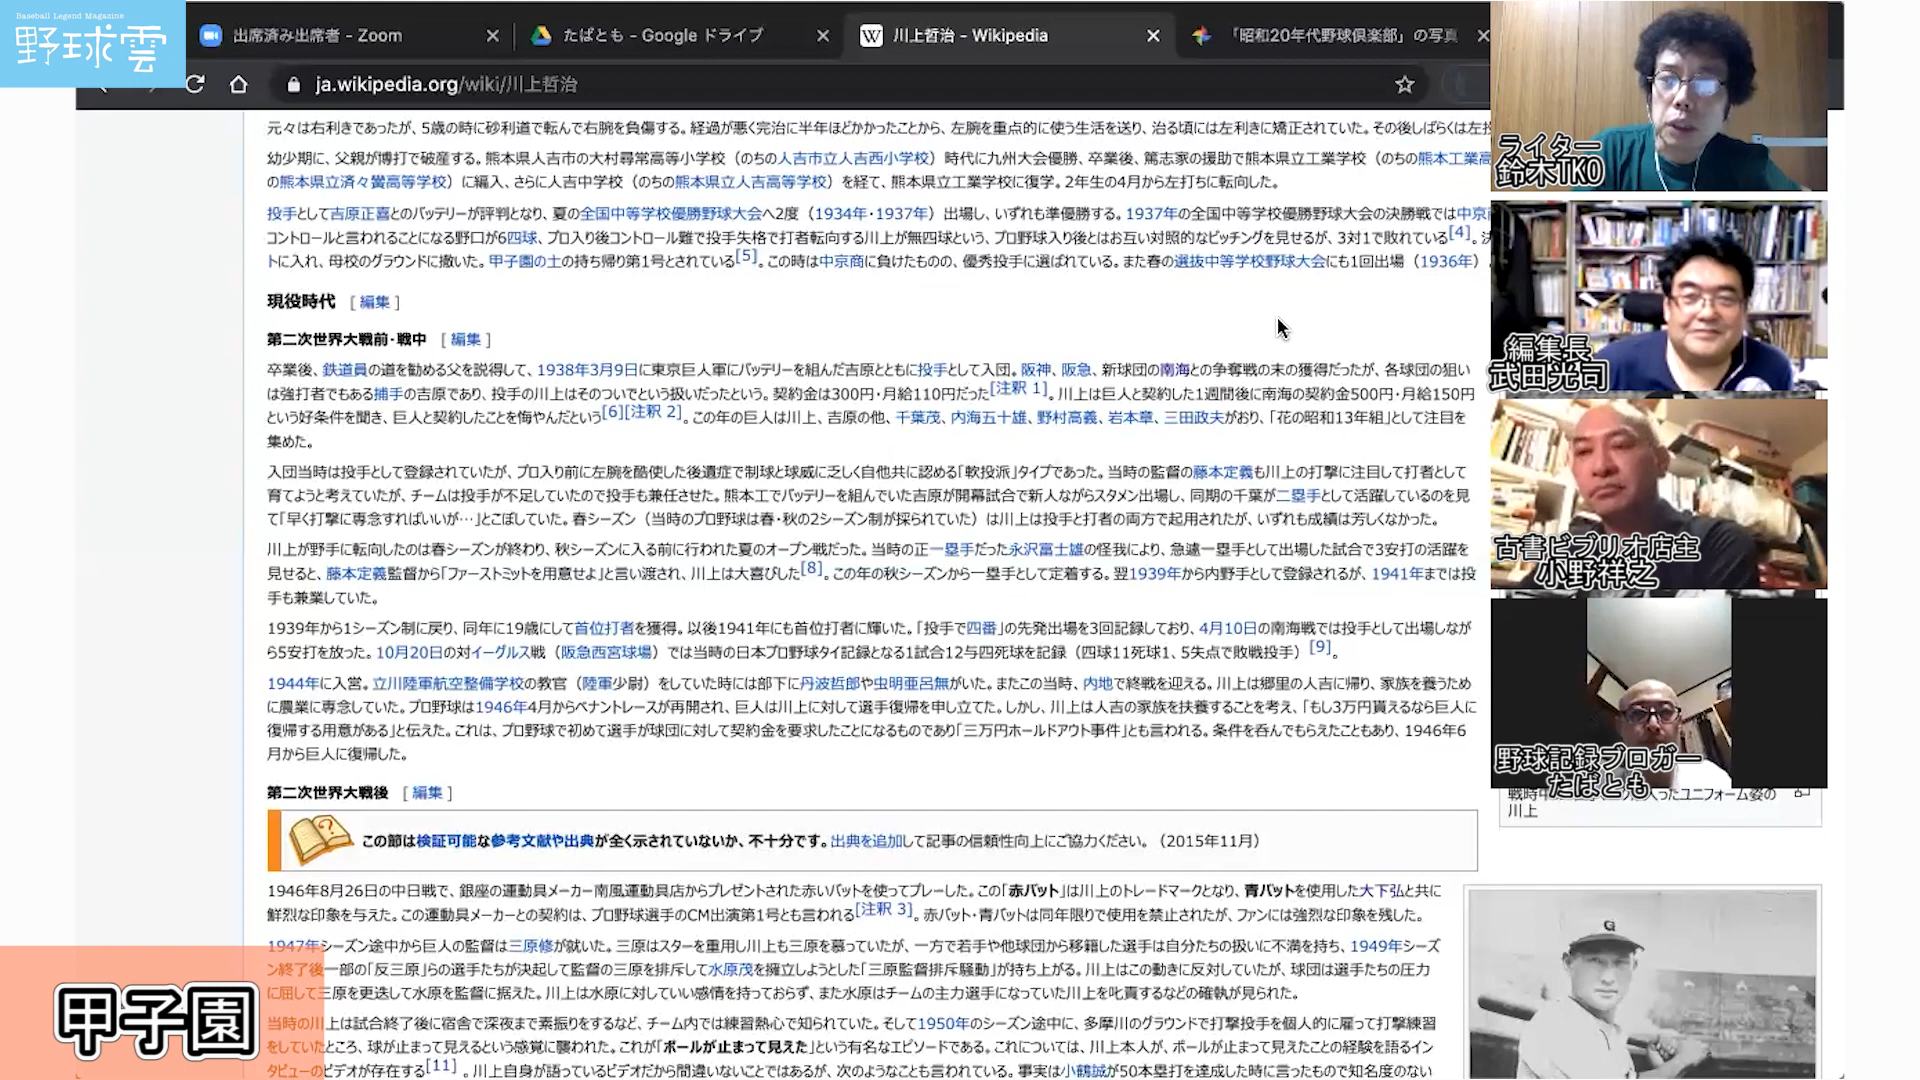 Baseball Legend Magazine
野球雲
出席済み出席者 - Zoom
たばとも - Google ドライブ
川上哲治 - Wikipedia
「昭和20年代野球倶楽部」の写真
ja.wikipedia.org/wiki/川上哲治
元々は右利きであったが、5歳の時に砂利道で転んで右腕を負傷する。経過が悪く完治に半年ほどかかったことから、左腕を重点的に使う生活を送り、治る頃には左利きに矯正されていた。その後しばらくは左投
幼少期に、父親が博打で破産する。熊本県人吉市の大村尋常高等小学校（のちの人吉市立人吉西小学校）時代に九州大会優勝、卒業後、篤志家の援助で熊本県立工業学校（のちの熊本工業高
の熊本県立済々黌高等学校）に編入、さらに人吉中学校（のちの熊本県立人吉高等学校）を経て、熊本県立工業学校に復学。2年生の4月から左打ちに転向した。
投手として吉原正喜とのバッテリーが評判となり、夏の全国中等学校優勝野球大会へ2度（1934年・1937年）出場し、いずれも準優勝する。1937年の全国中等学校優勝野球大会の決勝戦では中京商
コントロールと言われることになる野口が6四球、プロ入り後コントロール難で投手失格で打者転向する川上が無四球という、プロ野球入り後とはお互い対照的なピッチングを見せるが、3対1で敗れている[4]。決
トに入れ、母校のグラウンドに撒いた。甲子園の土の持ち帰り第1号とされている[5]。この時は中京商に負けたものの、優秀投手に選ばれている。また春の選抜中等学校野球大会にも1回出場（1936年）。
現役時代 [ 編集 ]
第二次世界大戦前・戦中 [ 編集 ]
卒業後、鉄道員の道を勧める父を説得して、1938年3月9日に東京巨人軍にバッテリーを組んだ吉原とともに投手として入団。阪神、阪急、新球団の南海との争奪戦の末の獲得だったが、各球団の狙い
は強打者でもある捕手の吉原であり、投手の川上はそのついでという扱いだったという。契約金は300円・月給110円だった[注釈 1]。川上は巨人と契約した1週間後に南海の契約金500円・月給150円
という好条件を聞き、巨人と契約したことを悔やんだという[6][注釈 2]。この年の巨人は川上、吉原の他、千葉茂、内海五十雄、野村高義、岩本章、三田政夫がおり、「花の昭和13年組」として注目を
集めた。
入団当時は投手として登録されていたが、プロ入り前に左腕を酷使した後遺症で制球と球威に乏しく自他共に認める「軟投派」タイプであった。当時の監督の藤本定義も川上の打撃に注目して打者として
育てようと考えていたが、チームは投手が不足していたので投手も兼任させた。熊本工でバッテリーを組んでいた吉原が開幕試合で新人ながらスタメン出場し、同期の千葉が二塁手として活躍しているのを見
て「早く打撃に専念すればいいが…」とこぼしていた。春シーズン（当時のプロ野球は春・秋の2シーズン制が採られていた）は川上は投手と打者の両方で起用されたが、いずれも成績は芳しくなかった。
川上が野手に転向したのは春シーズンが終わり、秋シーズンに入る前に行われた夏のオープン戦だった。当時の正一塁手だった永沢富士雄の怪我により、急遽一塁手として出場した試合で3安打の活躍を
見せると、藤本定義監督から「ファーストミットを用意せよ」と言い渡され、川上は大喜びした[8]。この年の秋シーズンから一塁手として定着する。翌1939年から内野手として登録されるが、1941年までは投
手も兼業していた。
1939年から1シーズン制に戻り、同年に19歳にして首位打者を獲得。以後1941年にも首位打者に輝いた。「投手で四番」の先発出場を3回記録しており、4月10日の南海戦では投手として出場しなが
ら5安打を放った。10月20日の対イーグルス戦（阪急西宮球場）では当時の日本プロ野球タイ記録となる1試合12与四死球を記録（四球11死球1、5失点で敗戦投手）[9]。
1944年に入営。立川陸軍航空整備学校の教官（陸軍少尉）をしていた時には部下に丹波哲郎や虫明亜呂無がいた。またこの当時、内地で終戦を迎える。川上は郷里の人吉に帰り、家族を養うため
に農業に専念していた。プロ野球は1946年4月からペナントレースが再開され、巨人は川上に対して選手復帰を申し立てた。しかし、川上は人吉の家族を扶養することを考え、「もし3万円貰えるなら巨人に
復帰する用意がある」と伝えた。これは、プロ野球で初めて選手が球団に対して契約金を要求したことになるものであり「三万円ホールドアウト事件」とも言われる。条件を呑んでもらえたこともあり、1946年6
月から巨人に復帰した。
第二次世界大戦後 [ 編集 ]
この節は検証可能な参考文献や出典が全く示されていないか、不十分です。出典を追加して記事の信頼性向上にご協力ください。（2015年11月）
1946年8月26日の中日戦で、銀座の運動具メーカー南風運動具店からプレゼントされた赤いバットを使ってプレーした。この「赤バット」は川上のトレードマークとなり、青バットを使用した大下弘と共に
鮮烈な印象を与えた。この運動具メーカーとの契約は、プロ野球選手のCM出演第1号とも言われる[注釈 3]。赤バット・青バットは同年限りで使用を禁止されたが、ファンには強烈な印象を残した。
1947年シーズン途中から巨人の監督は三原修が就いた。三原はスターを重用し川上も三原を慕っていたが、一方で若手や他球団から移籍した選手は自分たちの扱いに不満を持ち、1949年シーズ
ン終了後一部の「反三原」らの選手たちが決起して監督の三原を排斥して水原茂を擁立しようとした「三原監督排斥騒動」が持ち上がる。川上はこの動きに反対していたが、球団は選手たちの圧力
に屈して三原を更迭して水原を監督に据えた。川上は水原に対していい感情を持っておらず、また水原はチームの主力選手になっていた川上を叱責するなどの確執が見られた。
当時の川上は試合終了後に宿舎で深夜まで素振りをするなど、チーム内では練習熱心で知られていた。そして1950年のシーズン途中に、多摩川のグラウンドで打撃投手を個人的に雇って打撃練習
をしていたところ、球が止まって見えるという感覚に襲われた。これが「ボールが止まって見えた」という有名なエピソードである。これについては、川上本人が、ボールが止まって見えたことの経験を語るイン
タビューのビデオが存在する[11]。川上自身が語っているビデオだから間違いないことではあるが、次のようなことも言われている。事実は小鶴誠が50本塁打を達成した時に言ったもので知名度のない
ライター
鈴木TKO
編集長
武田光司
古書ビブリオ店主
小野祥之
野球記録ブロガー
たばとも
ったユニフォーム姿の
川上
G
甲子園